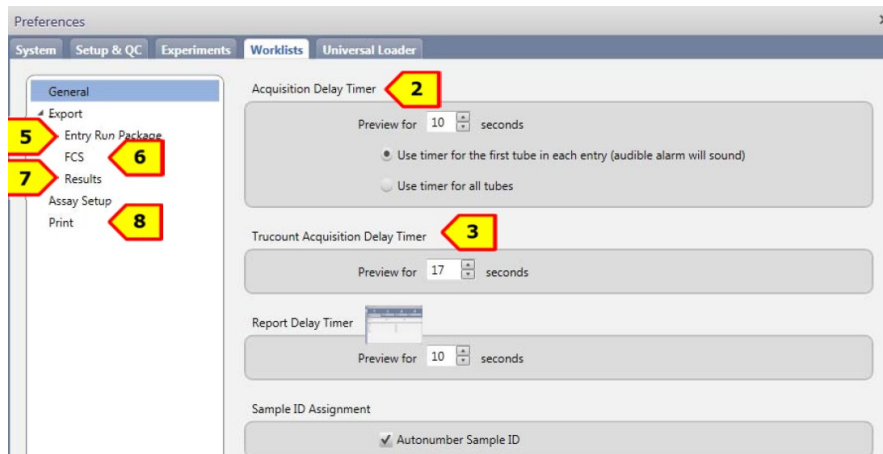 Preferences
System Setup & QC Experiments Worklists Universal Loader
General
Export
5 Entry Run Package
FCS 6
7 Results
Assay Setup
Print 8
Acquisition Delay Timer 2
Preview for 10 seconds
Use timer for the first tube in each entry (audible alarm will sound)
Use timer for all tubes
Trucount Acquisition Delay Timer 3
Preview for 17 seconds
Report Delay Timer
Preview for 10 seconds
Sample ID Assignment
Autonumber Sample ID